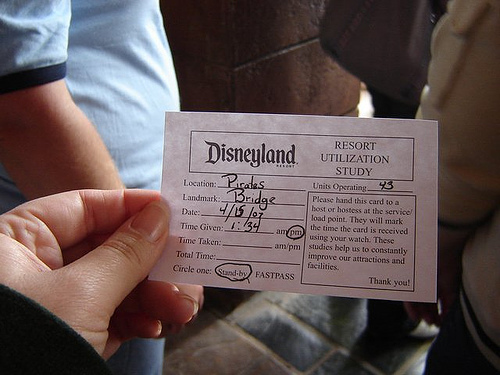 Disneyland
RESORT
RESORT
UTILIZATION
STUDY
Location: Pirates
Units Operating 43
Landmark: Bridge
Date: 4/15/07
Time Given: 1:34 am/pm
Time Taken: am/pm
Total Time:
Circle one: Stand-by FASTPASS
Please hand this card to a
host or hostess at the service/
load point. They will mark
the time the card is received
using your watch. These
studies help us to constantly
improve our attractions and
facilities.
Thank you!